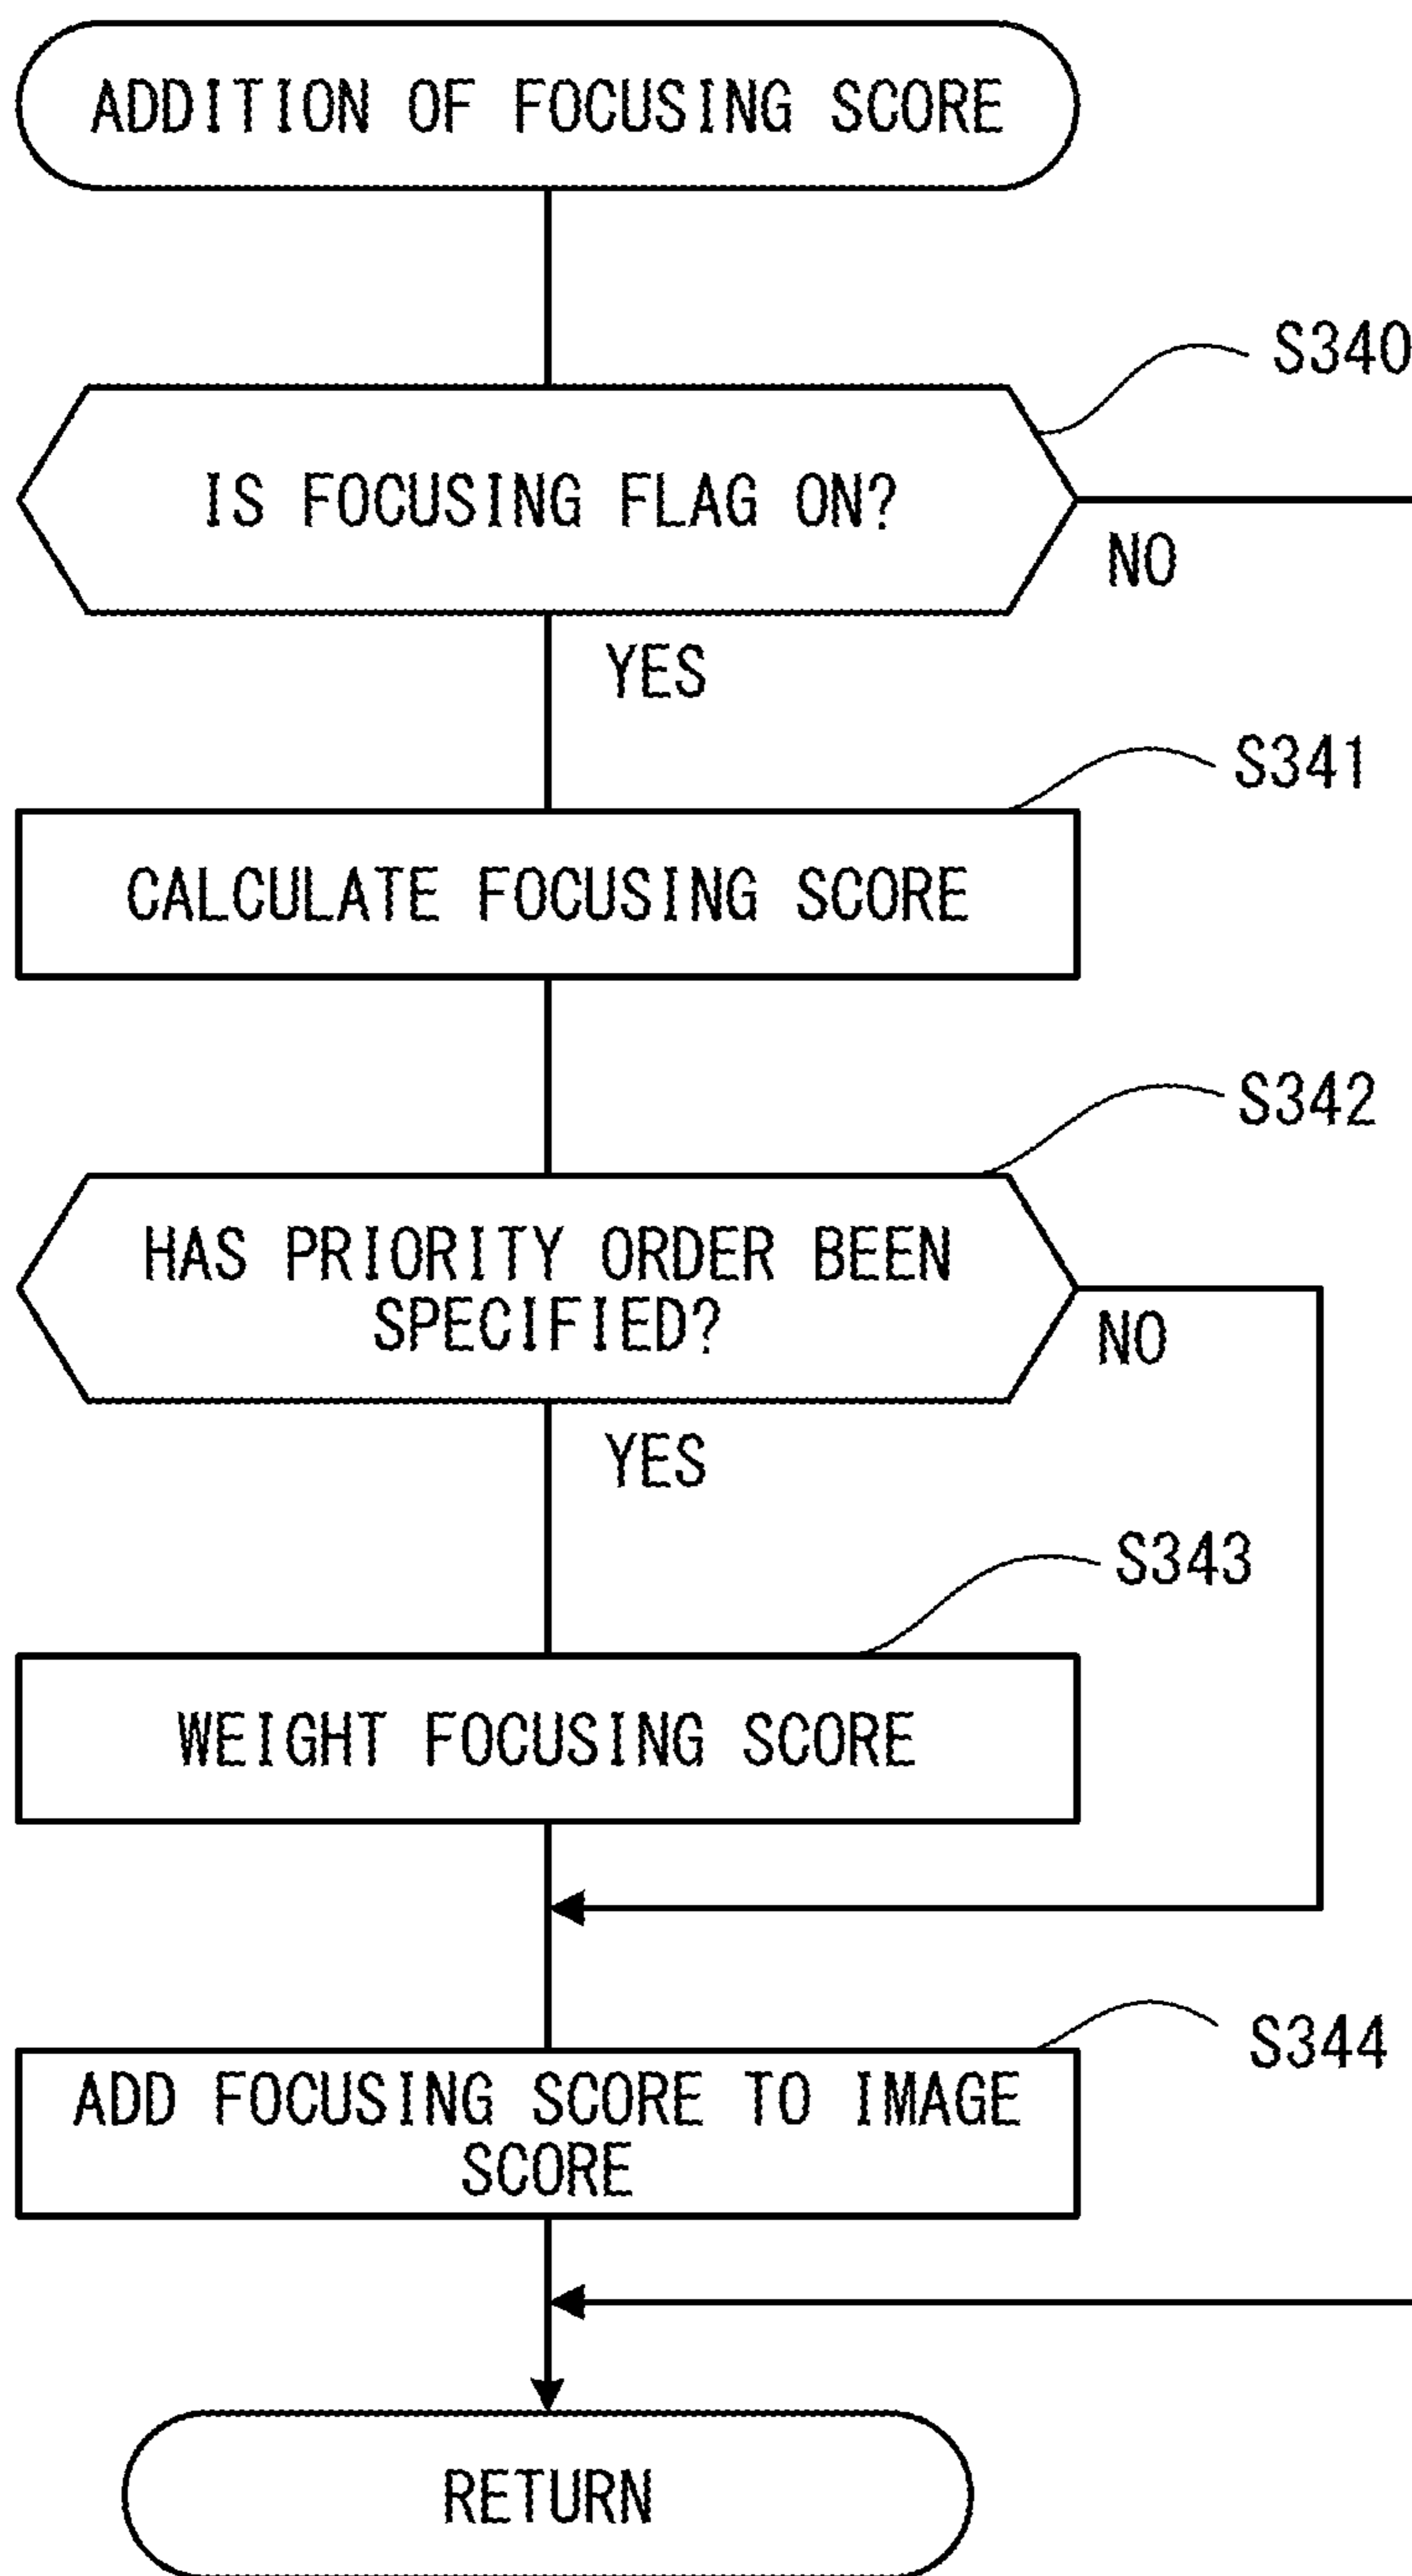 ADDITION OF FOCUSING SCORE
S340
IS FOCUSING FLAG ON?
NO
YES
S341
CALCULATE FOCUSING SCORE
S342
HAS PRIORITY ORDER BEEN
SPECIFIED?
NO
YES
S343
WEIGHT FOCUSING SCORE
S344
ADD FOCUSING SCORE TO IMAGE
SCORE
RETURN